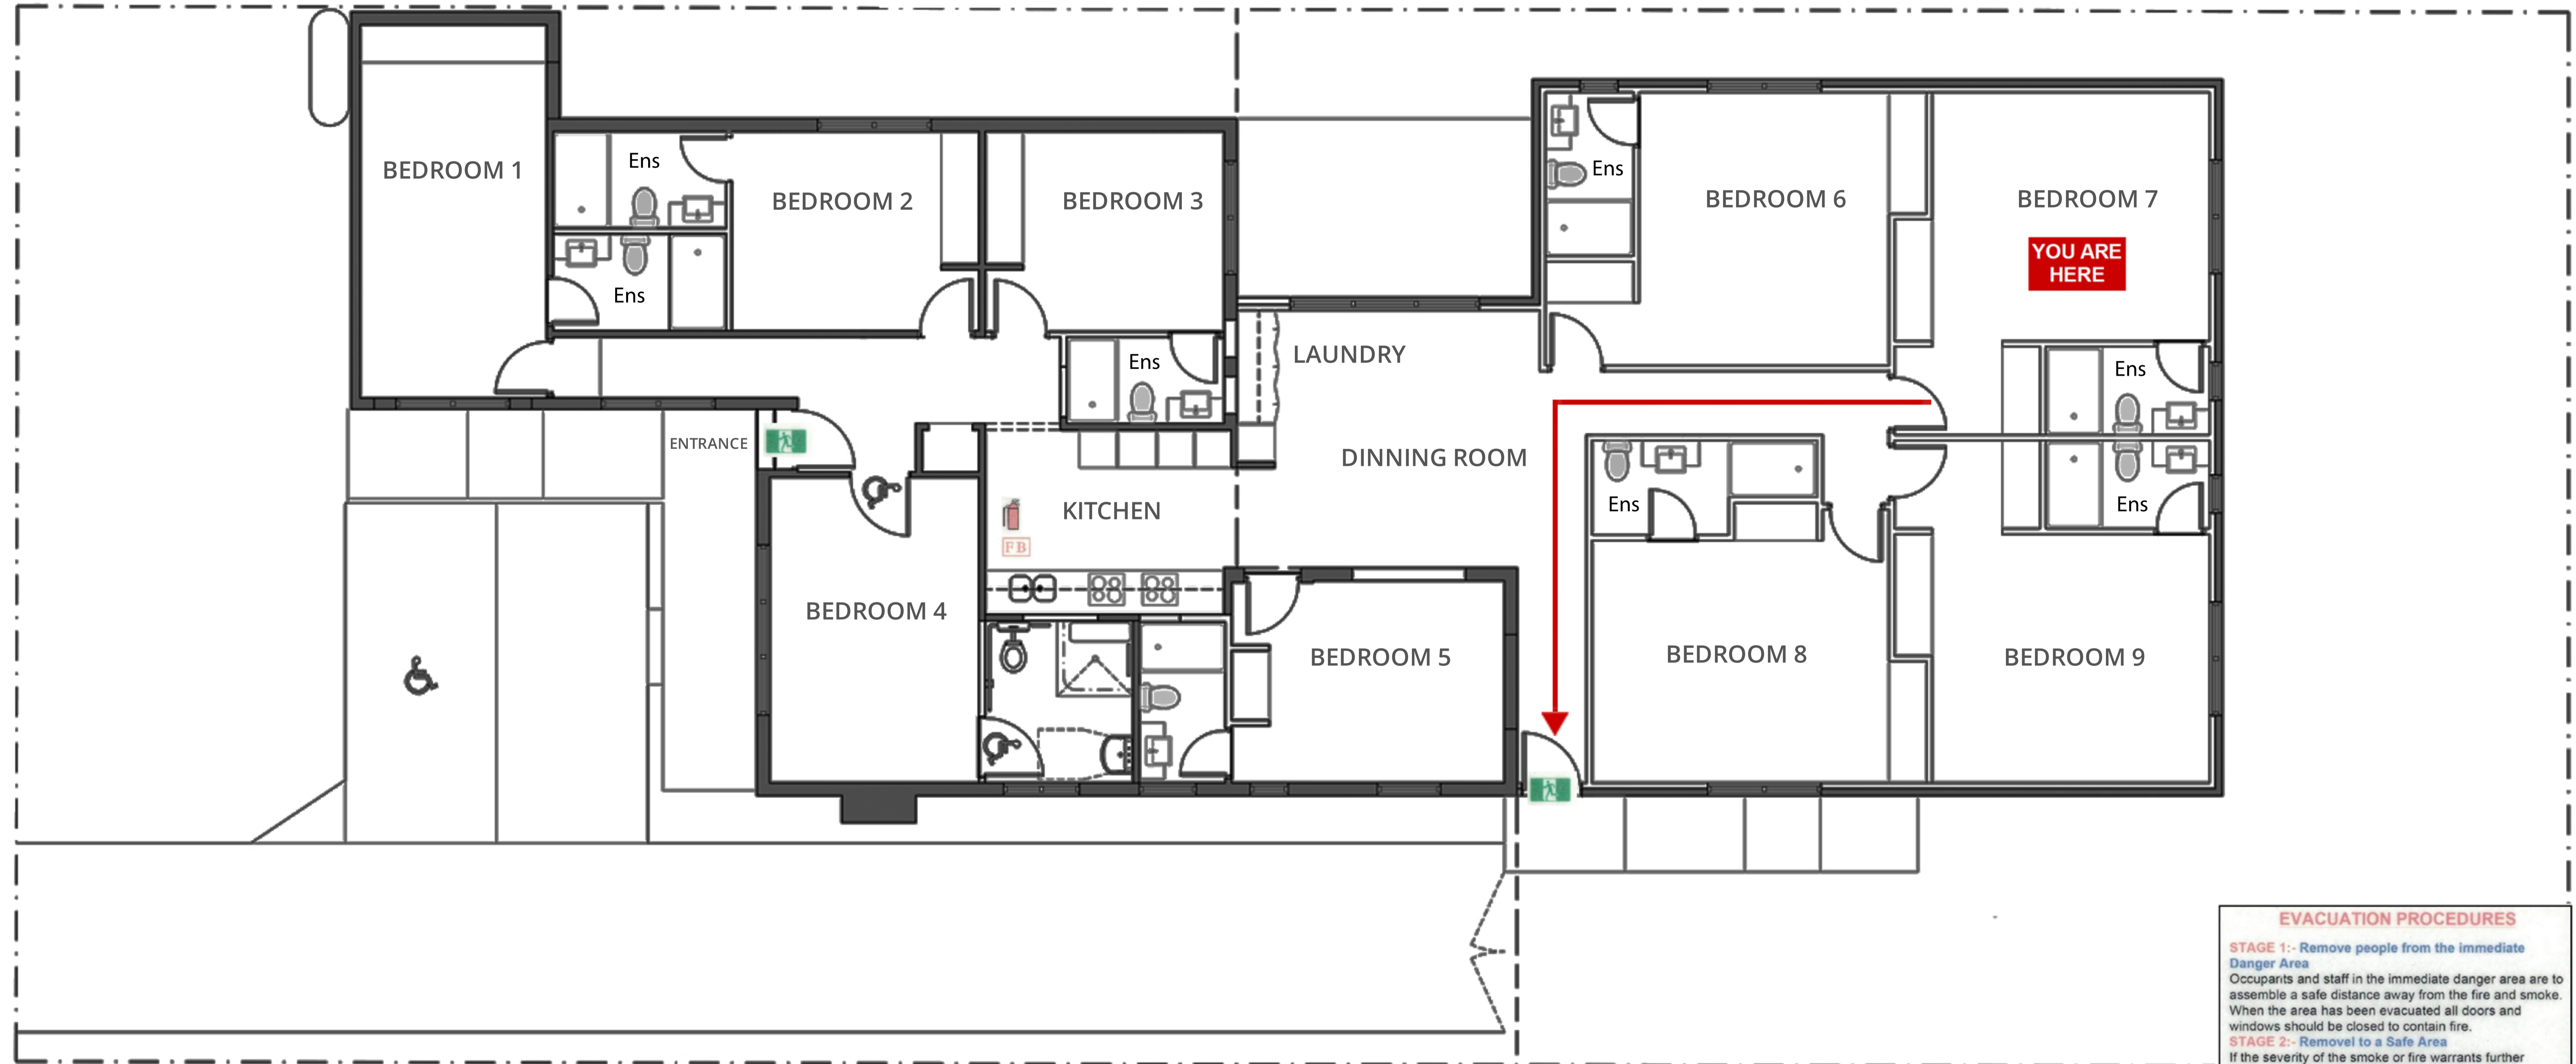 BEDROOM 1
Ens
BEDROOM 2
BEDROOM 3
Ens
BEDROOM 6
BEDROOM 7
YOU ARE
HERE
Ens
Ens
LAUNDRY
Ens
Ens
ENTRANCE
DINNING ROOM
KITCHEN
FB
Ens
Ens
BEDROOM 4
BEDROOM 5
BEDROOM 8
BEDROOM 9
EVACUATION PROCEDURES
STAGE 1:- Remove people from the immediate
Danger Area
Occupants and staff in the immediate danger area are to
assemble a safe distance away from the fire and smoke.
When the area has been evacuated all doors and
windows should be closed to contain fire.
STAGE 2:- Removel to a Safe Area
If the severity of the smoke or fire warrants further